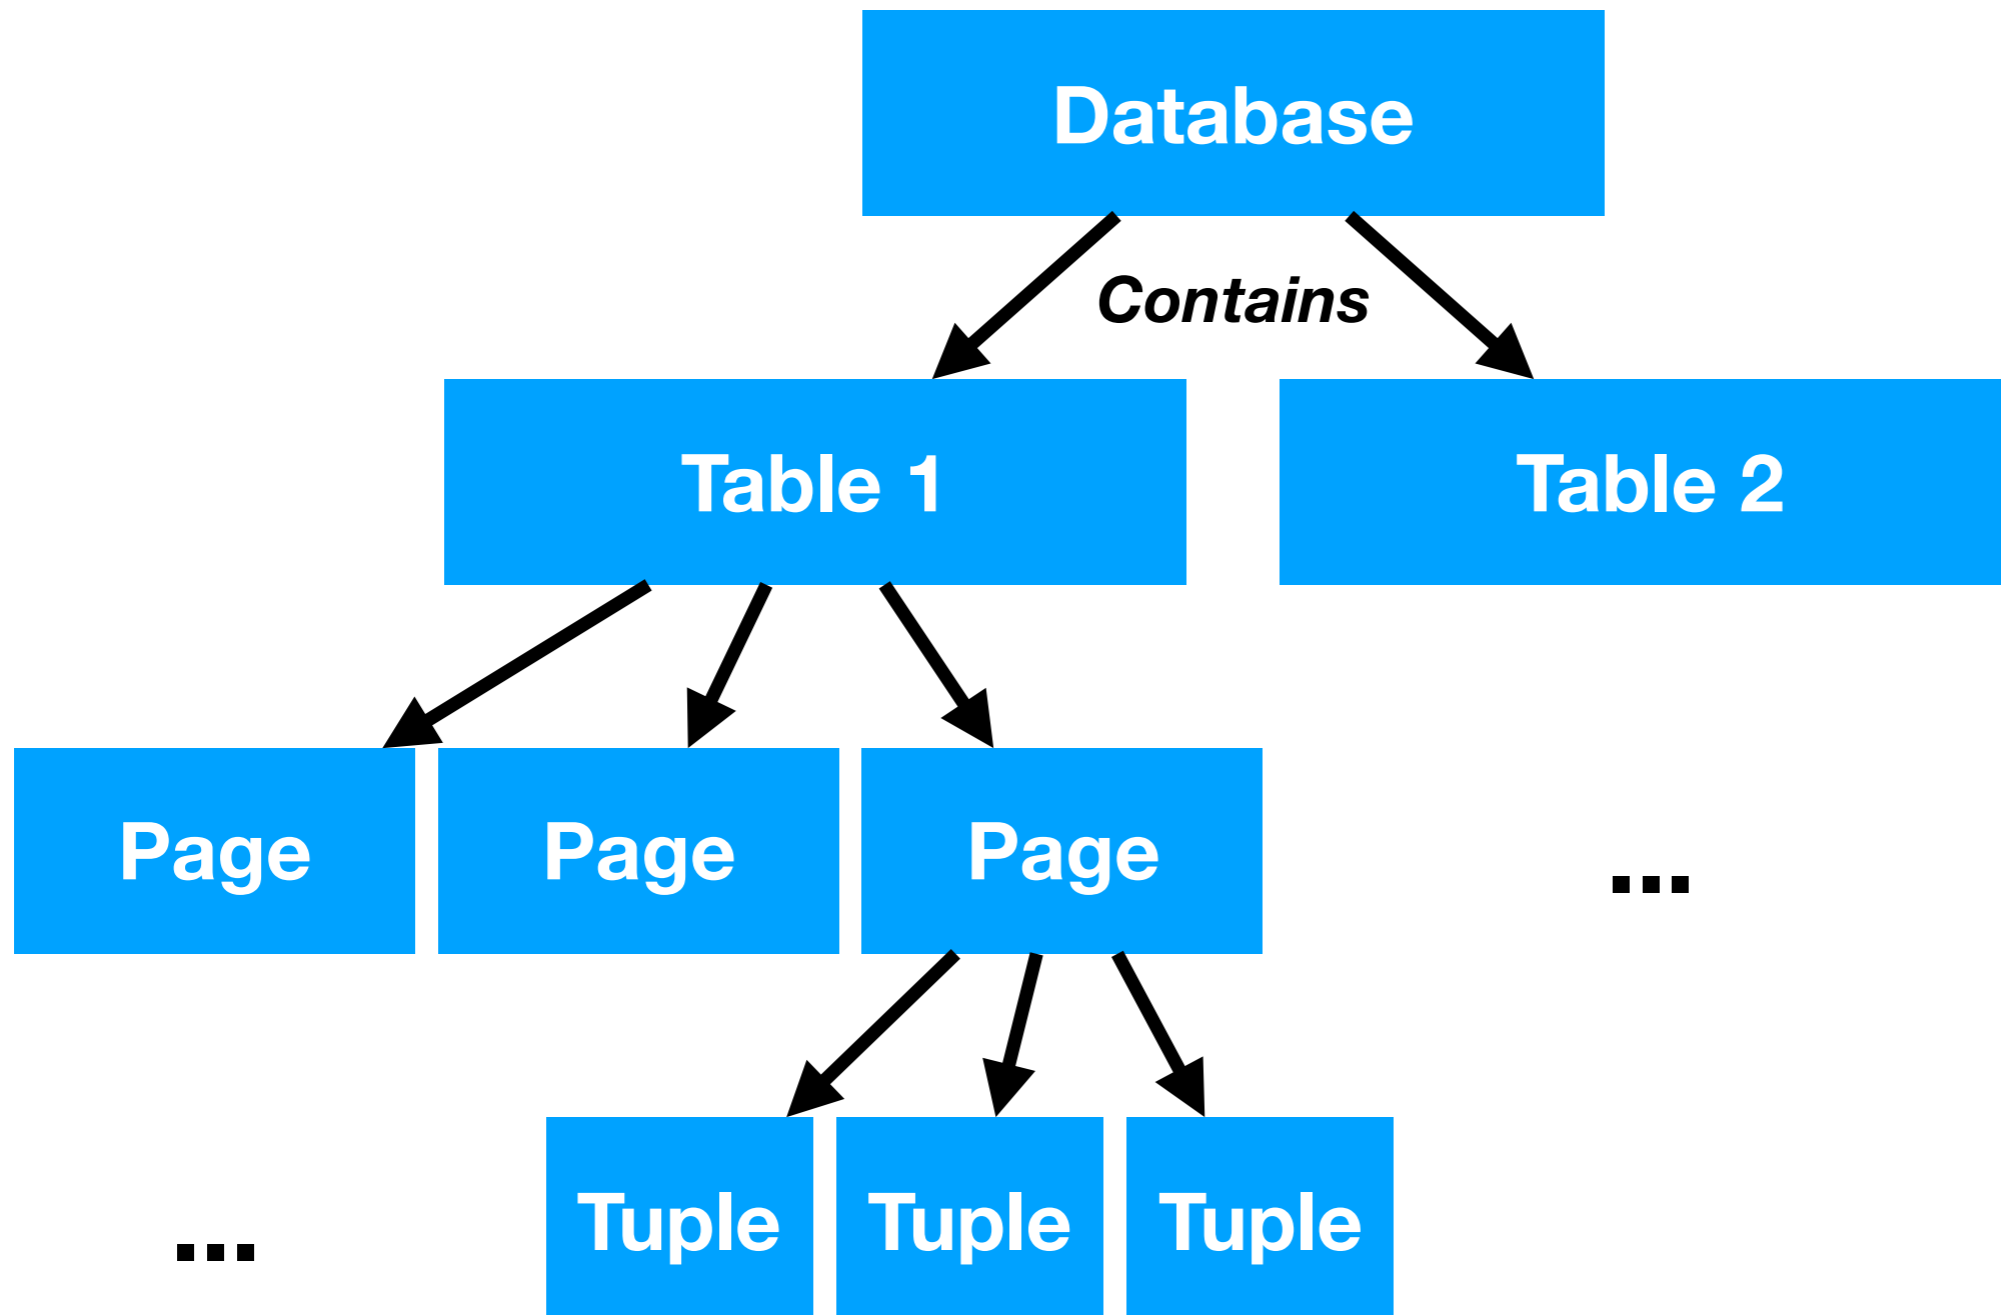 Database
Contains
Table 1
Table 2
Page
Page
Page
...
...
Tuple
Tuple
Tuple